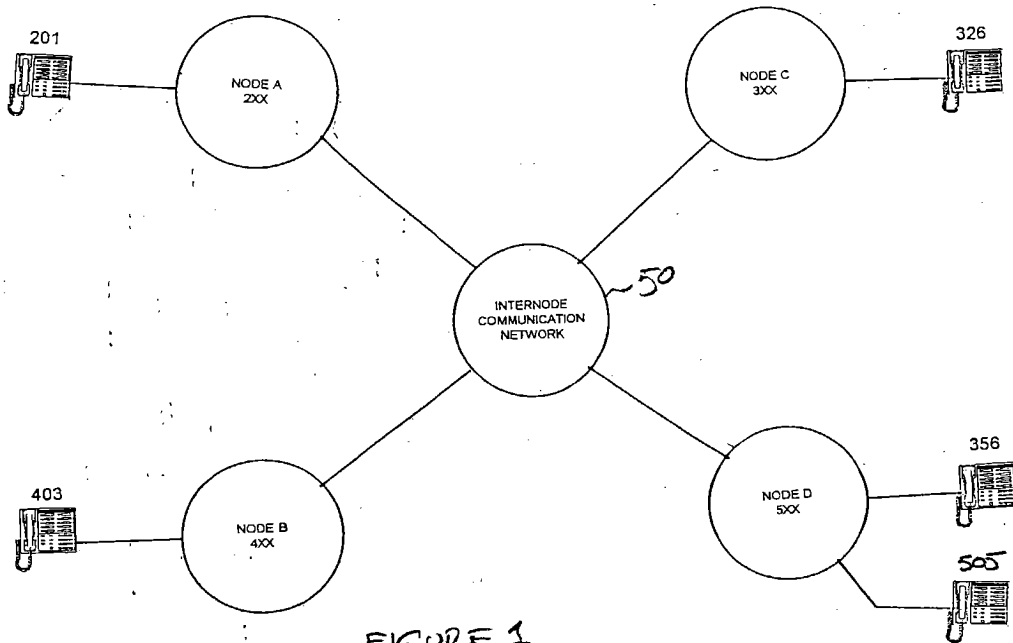 201
NODE A
2XX
NODE C
3XX
326
INTERNODE
COMMUNICATION
NETWORK
50
403
NODE B
4XX
NODE D
5XX
356
505
FIGURE 1